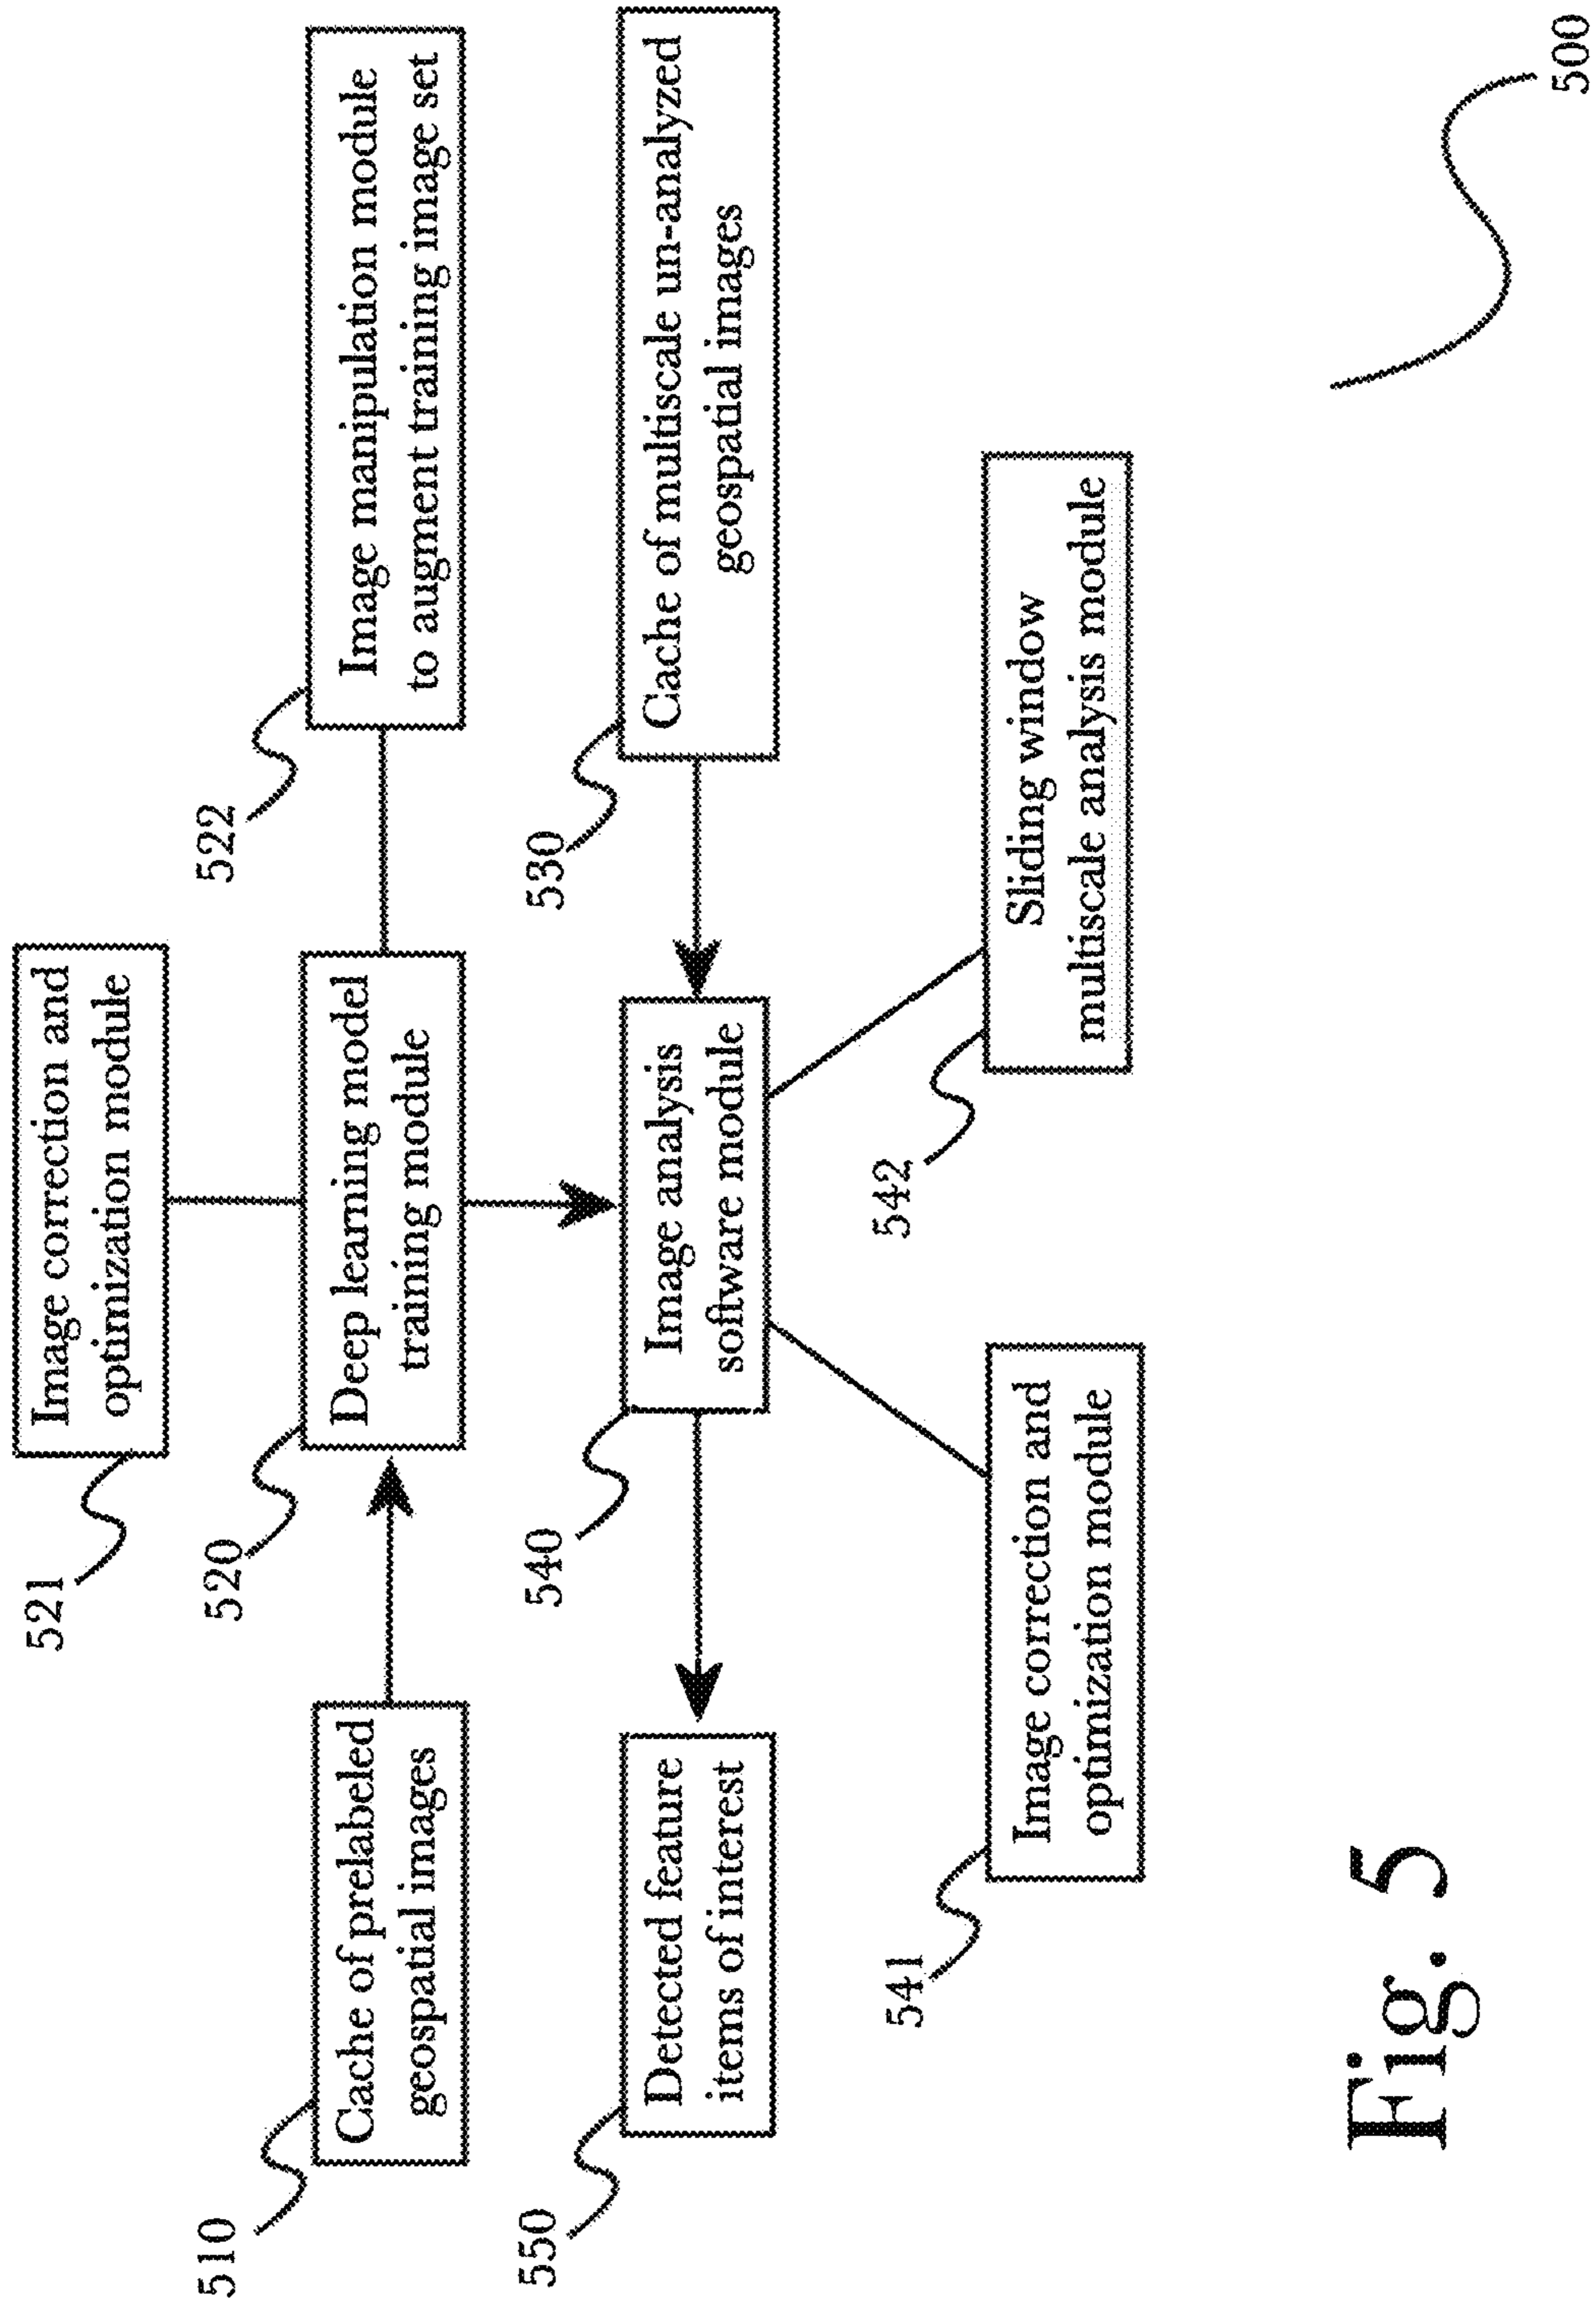 521
Image correction and
optimization module
510
Cache of prelabeled
geospatial images
520
Deep learning model
training module
522
Image manipulation module
to augment training image set
550
Detected feature
items of interest
540
Image analysis
software module
530
Cache of multiscale un-analyzed
geospatial images
541
Image correction and
optimization module
542
Sliding window
multiscale analysis module
Fig. 5
500